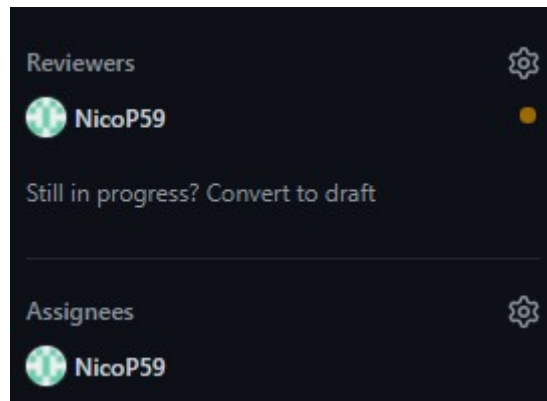 Reviewers
NicoP59
Still in progress? Convert to draft
Assignees
NicoP59